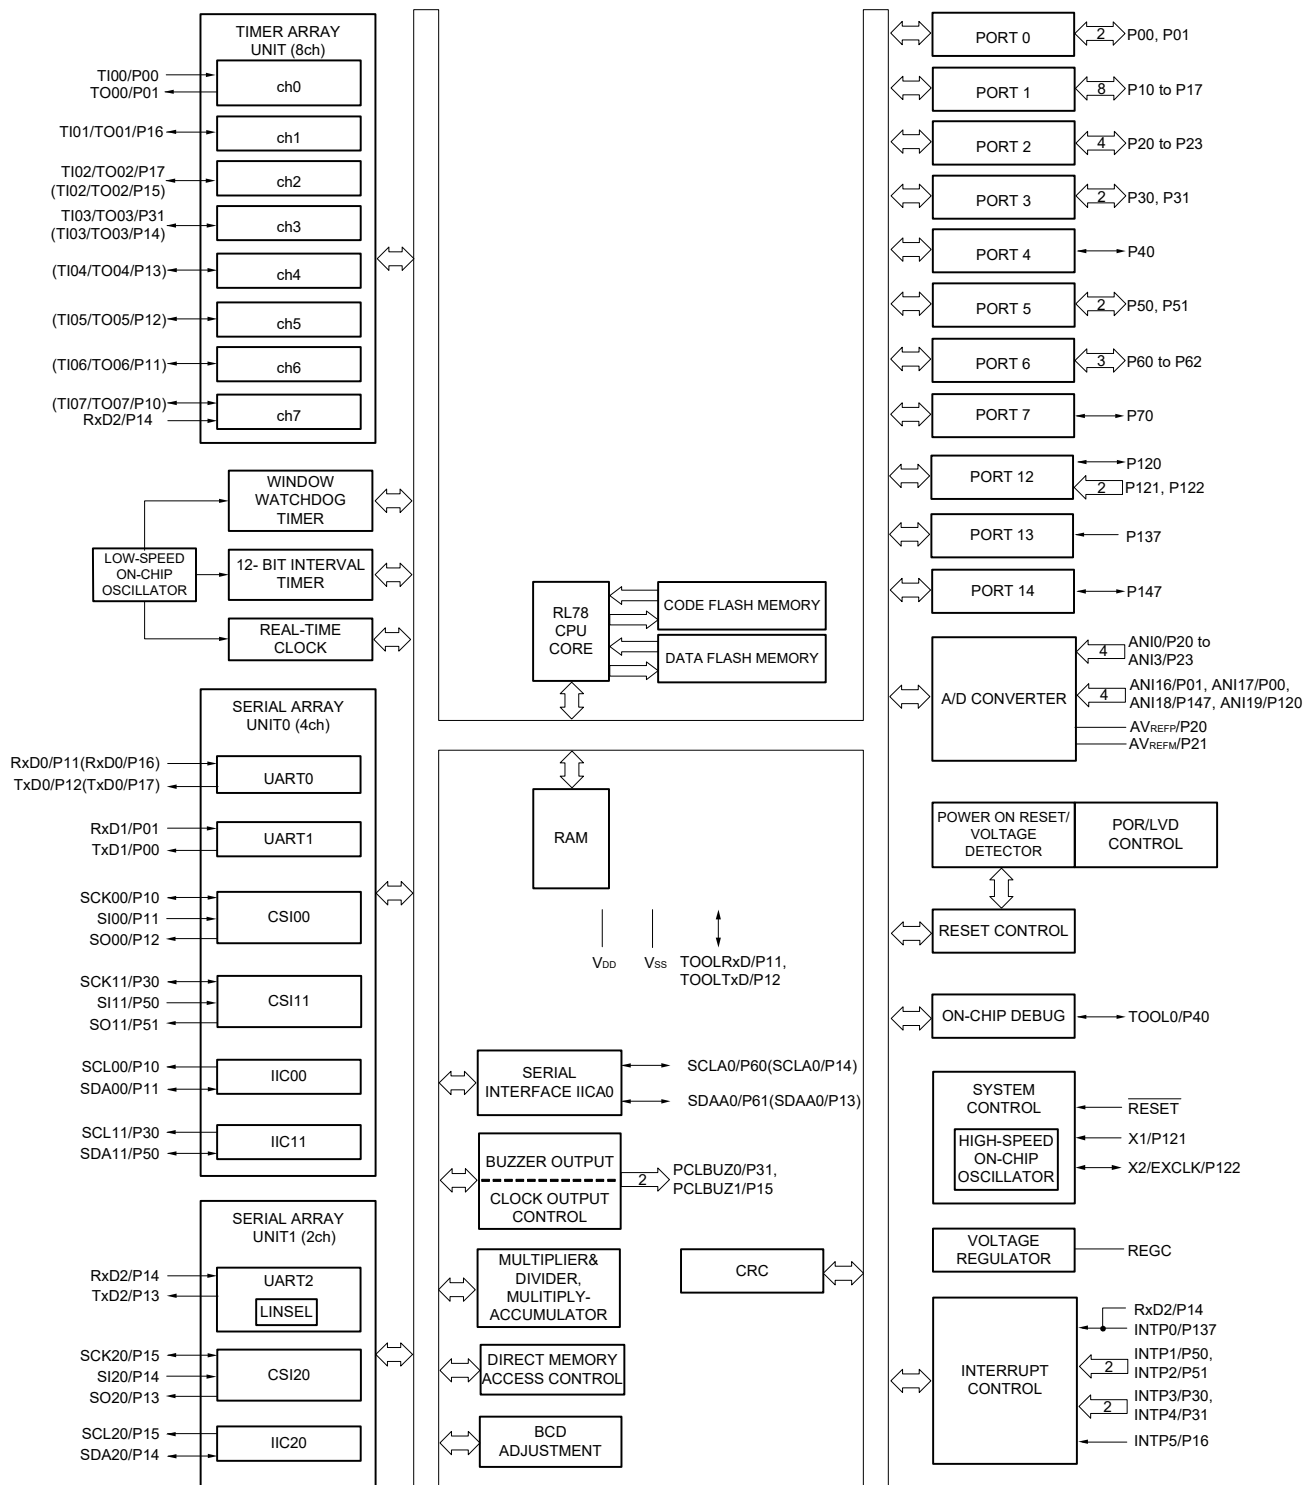 TIMER ARRAY
UNIT (8ch)
TI00/P00
TO00/P01
ch0
TI01/TO01/P16
ch1
TI02/TO02/P17
(TI02/TO02/P15)
ch2
TI03/TO03/P31
(TI03/TO03/P14)
ch3
(TI04/TO04/P13)
ch4
(TI05/TO05/P12)
ch5
(TI06/TO06/P11)
ch6
(TI07/TO07/P10)
RxD2/P14
ch7
WINDOW
WATCHDOG
TIMER
LOW-SPEED
ON-CHIP
OSCILLATOR
12- BIT INTERVAL
TIMER
REAL-TIME
CLOCK
SERIAL ARRAY
UNIT0 (4ch)
RxD0/P11(RxD0/P16)
TxD0/P12(TxD0/P17)
UART0
RxD1/P01
TxD1/P00
UART1
SCK00/P10
SI00/P11
SO00/P12
CSI00
SCK11/P30
SI11/P50
SO11/P51
CSI11
SCL00/P10
SDA00/P11
IIC00
SCL11/P30
SDA11/P50
IIC11
SERIAL ARRAY
UNIT1 (2ch)
RxD2/P14
TxD2/P13
UART2
LINSEL
SCK20/P15
SI20/P14
SO20/P13
CSI20
SCL20/P15
SDA20/P14
IIC20
RL78
CPU
CORE
CODE FLASH MEMORY
DATA FLASH MEMORY
RAM
VDD
VSS
TOOLRxD/P11,
TOOLTxD/P12
SERIAL
INTERFACE IICA0
SCLA0/P60(SCLA0/P14)
SDAA0/P61(SDAA0/P13)
BUZZER OUTPUT
CLOCK OUTPUT
CONTROL
2
PCLBUZ0/P31,
PCLBUZ1/P15
MULTIPLIER&
DIVIDER,
MULITIPLY-
ACCUMULATOR
CRC
DIRECT MEMORY
ACCESS CONTROL
BCD
ADJUSTMENT
PORT 0
2
P00, P01
PORT 1
8
P10 to P17
PORT 2
4
P20 to P23
PORT 3
2
P30, P31
PORT 4
P40
PORT 5
2
P50, P51
PORT 6
3
P60 to P62
PORT 7
P70
PORT 12
P120
2
P121, P122
PORT 13
P137
PORT 14
P147
A/D CONVERTER
4
ANI0/P20 to
ANI3/P23
4
ANI16/P01, ANI17/P00,
ANI18/P147, ANI19/P120
AVREFP/P20
AVREFM/P21
POWER ON RESET/
VOLTAGE
DETECTOR
POR/LVD
CONTROL
RESET CONTROL
ON-CHIP DEBUG
TOOL0/P40
SYSTEM
CONTROL
HIGH-SPEED
ON-CHIP
OSCILLATOR
RESET
X1/P121
X2/EXCLK/P122
VOLTAGE
REGULATOR
REGC
INTERRUPT
CONTROL
RxD2/P14
INTP0/P137
2
INTP1/P50,
INTP2/P51
2
INTP3/P30,
INTP4/P31
INTP5/P16